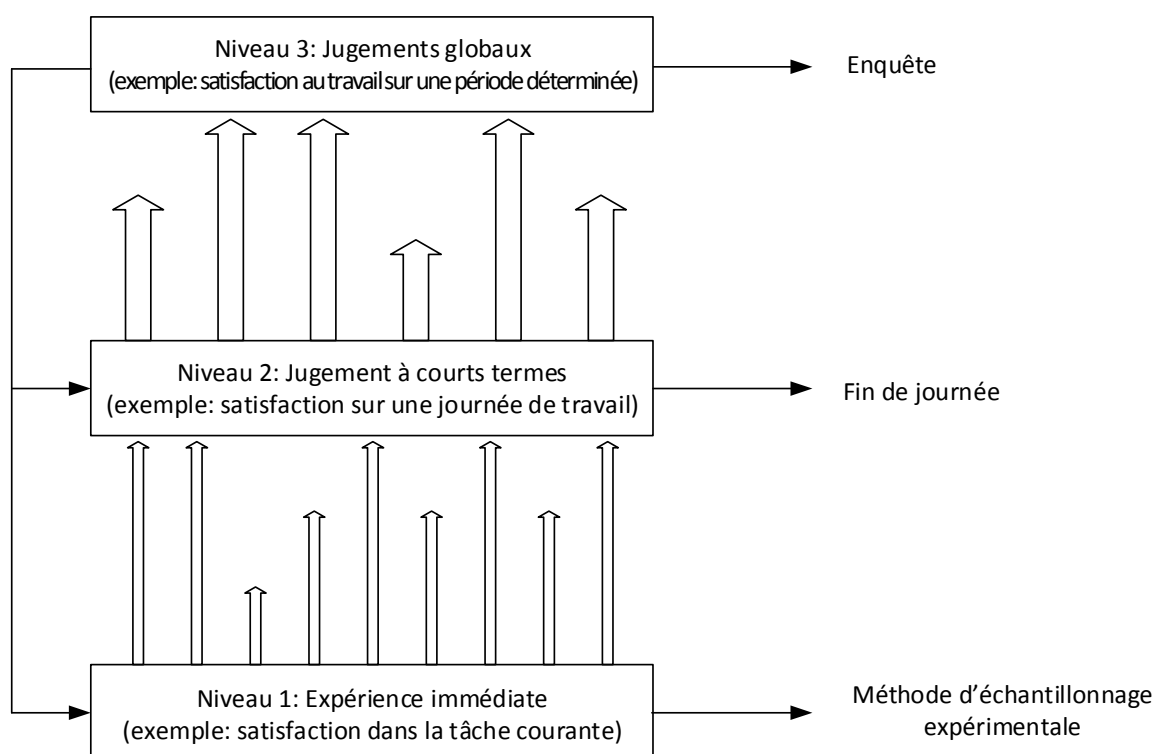 Niveau 3: Jugements globaux
(exemple: satisfaction au travail sur une période déterminée)
Enquête
Niveau 2: Jugement à courts termes
(exemple: satisfaction sur une journée de travail)
Fin de journée
Niveau 1: Expérience immédiate
(exemple: satisfaction dans la tâche courante)
Méthode d’échantillonnage
expérimentale